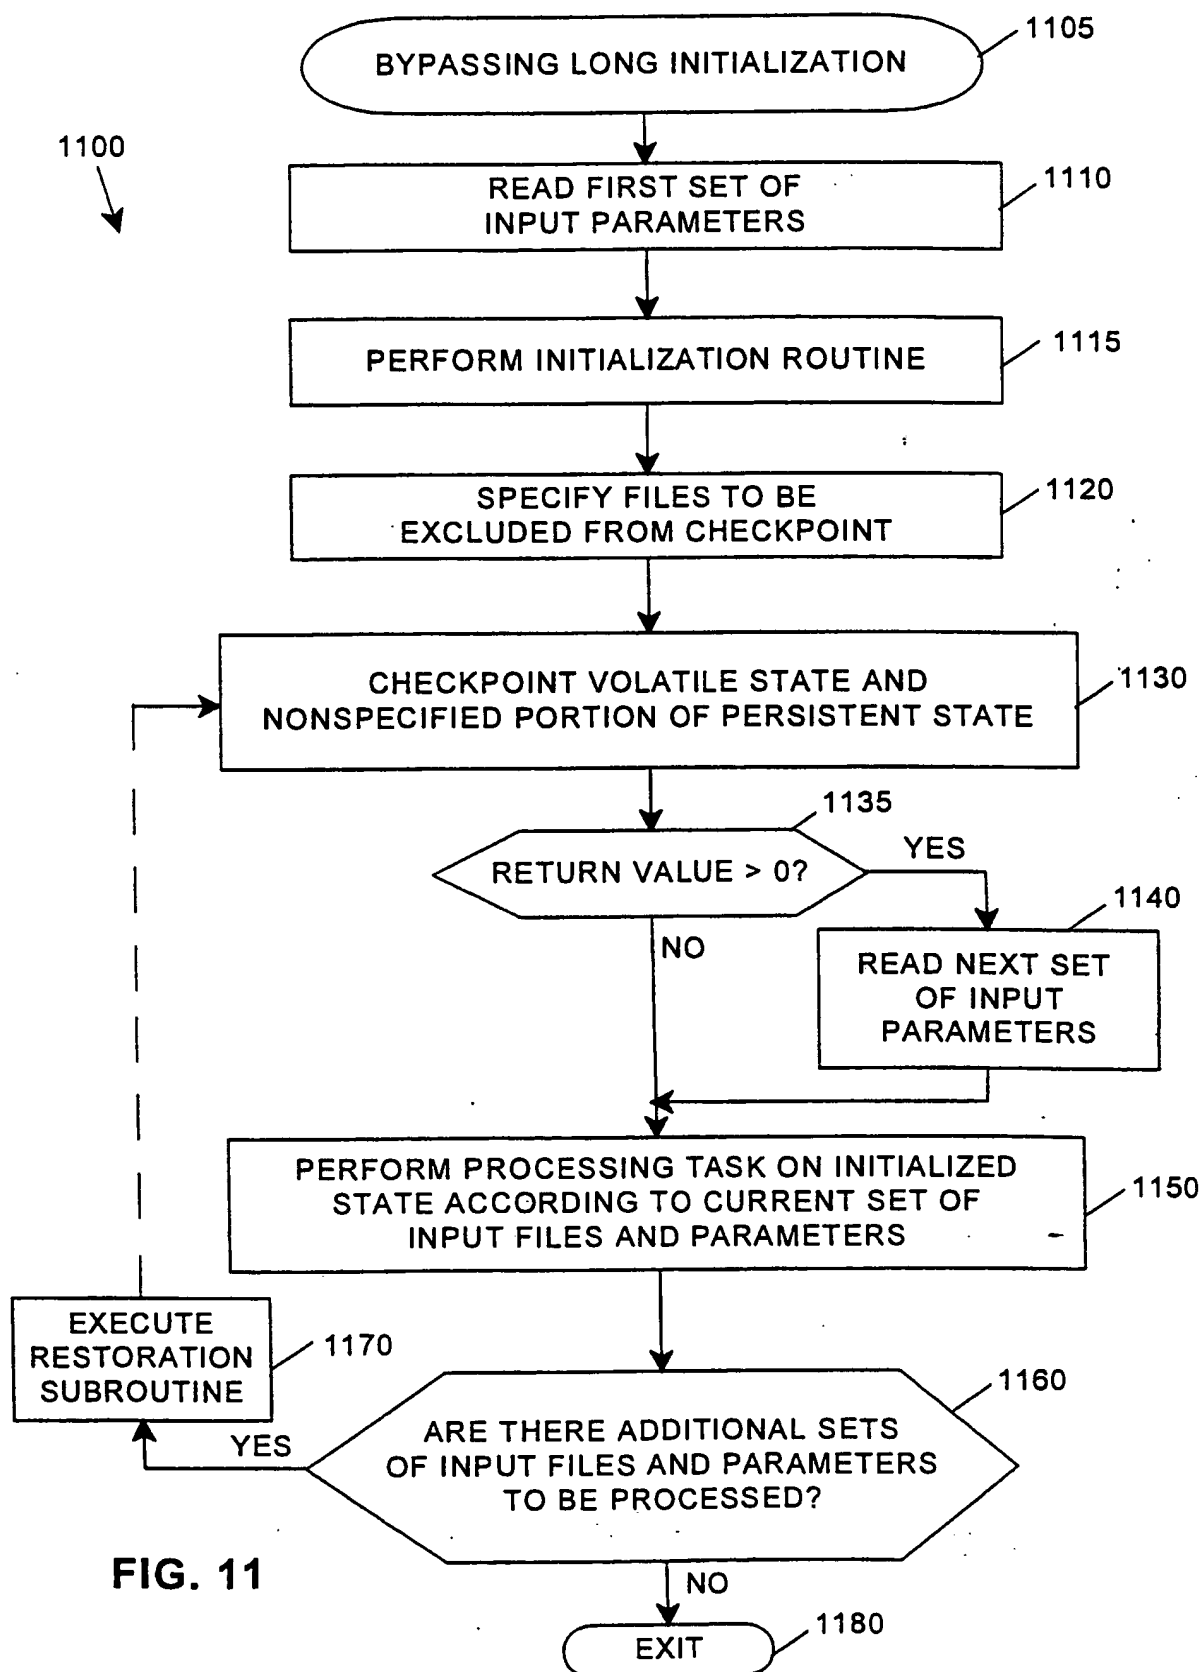 BYPASSING LONG INITIALIZATION
1105
1100
READ FIRST SET OF
INPUT PARAMETERS
1110
PERFORM INITIALIZATION ROUTINE
1115
SPECIFY FILES TO BE
EXCLUDED FROM CHECKPOINT
1120
CHECKPOINT VOLATILE STATE AND
NONSPECIFIED PORTION OF PERSISTENT STATE
1130
1135
RETURN VALUE > 0?
YES
NO
1140
READ NEXT SET
OF INPUT
PARAMETERS
PERFORM PROCESSING TASK ON INITIALIZED
STATE ACCORDING TO CURRENT SET OF
INPUT FILES AND PARAMETERS
1150
EXECUTE
RESTORATION
SUBROUTINE
1170
YES
1160
ARE THERE ADDITIONAL SETS
OF INPUT FILES AND PARAMETERS
TO BE PROCESSED?
NO
FIG. 11
EXIT
1180